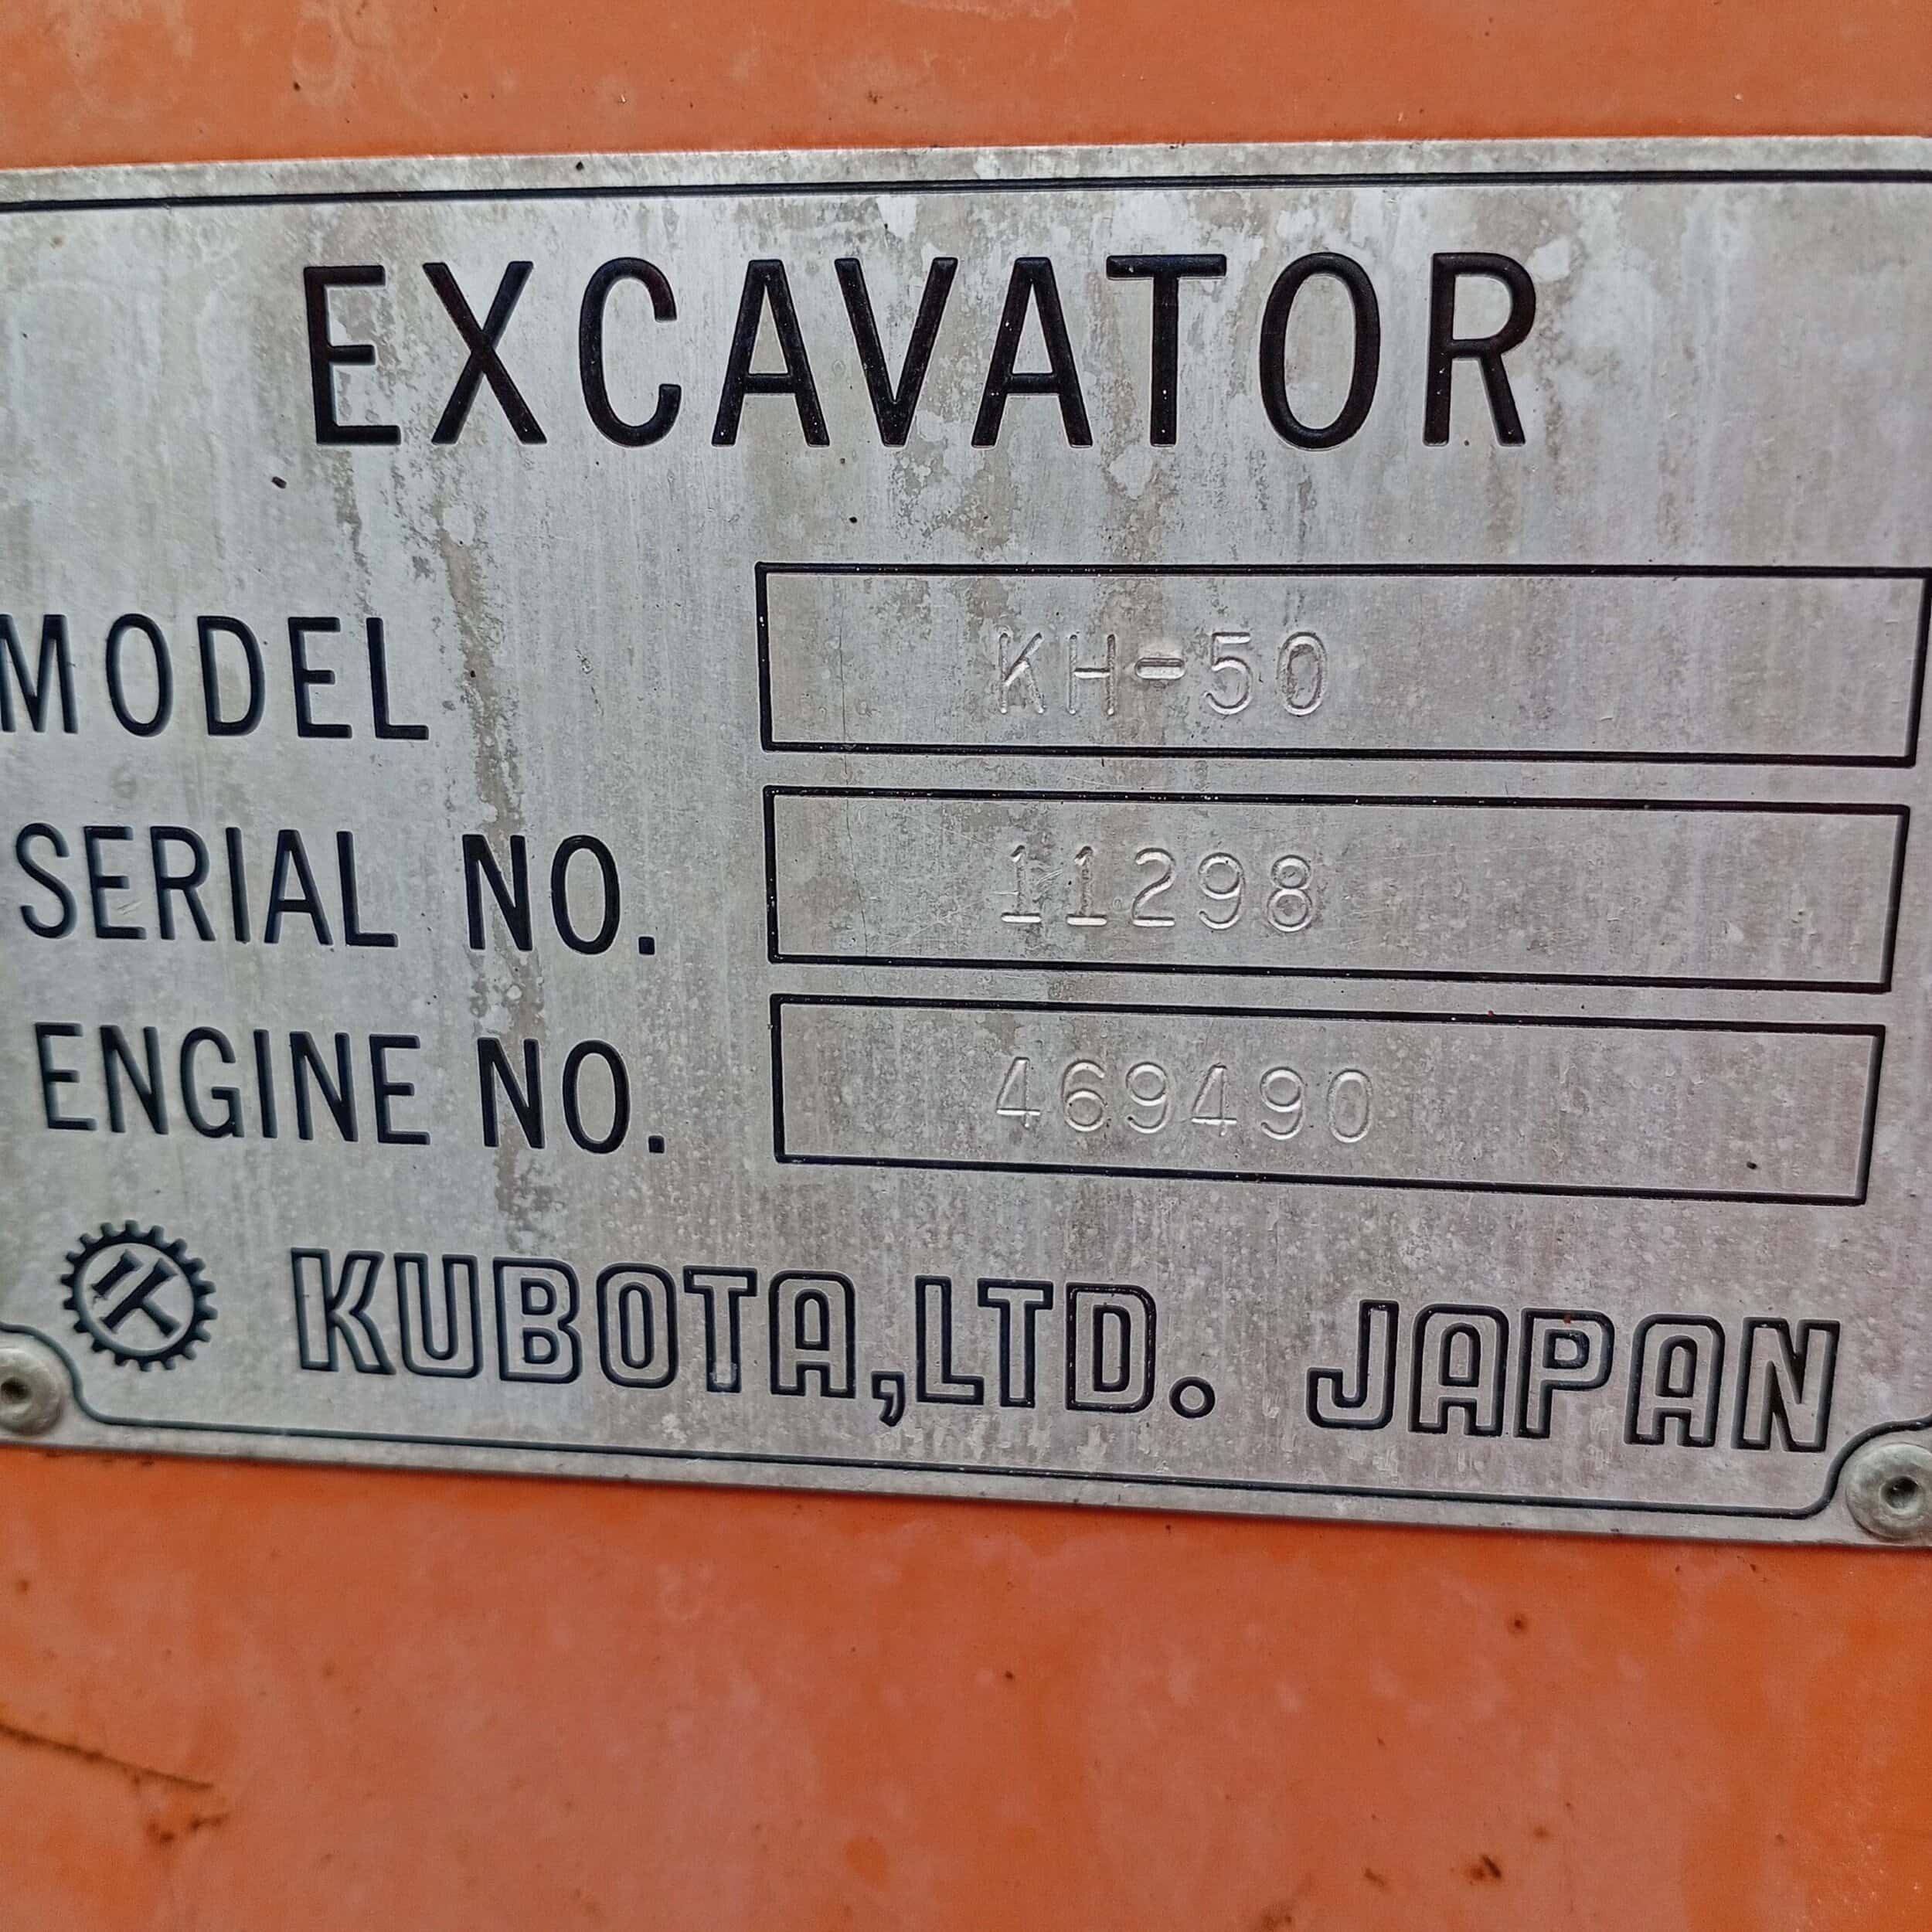 EXCAVATOR
MODEL KH-50
SERIAL NO. 11298
ENGINE NO. 469490
KUBOTA,LTD. JAPAN